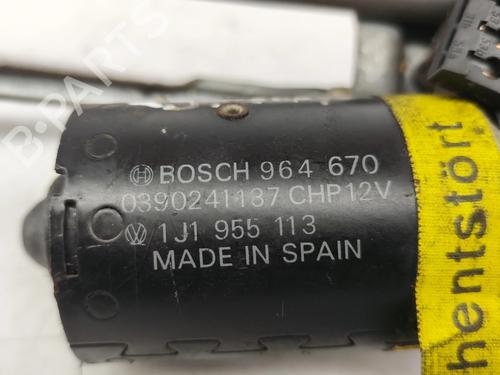 BOSCH 964 670
0390241137 CHP12V
1J1 955 113
MADE IN SPAIN
hentstört
B-PARTS